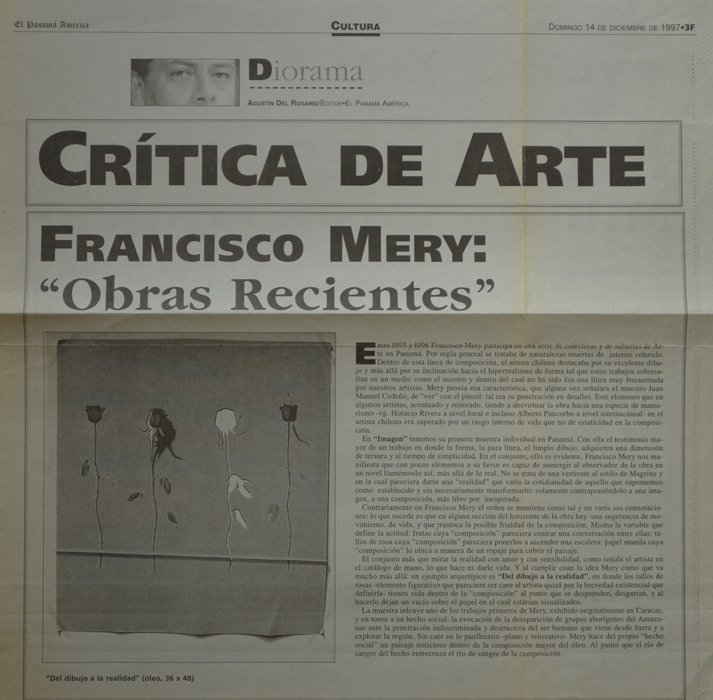 El Panamá América
CULTURA
DOMINGO 14 DE DICIEMBRE DE 1997•3F
Diorama
AGUSTÍN DEL ROSARIO/EDITOR•EL PANAMÁ AMÉRICA
CRÍTICA DE ARTE
FRANCISCO MERY:
“Obras Recientes”
Entre 1993 y 1996 Francisco Mery participa en una serie de colectivas y de subastas de Ar-
te en Panamá. Por regla general se trataba de naturalezas muertas de intenso colorido.
Dentro de esta línea de composición, el artista chileno destacaba por su excelente dibu-
jo y más allá por su inclinación hacia el hiperrealismo de forma tal que estos trabajos sobresa-
lían en un medio como el nuestro y dentro del cual no ha sido ésa una línea muy frecuentada
por nuestros artistas. Mery poseía esa característica, que alguna vez señalara el maestro Juan
Manuel Cedeño, de "ver" con el pincel: tal era su penetración en detalles. Este elemento que en
algunos artistas, acentuado y reiterado, tiende a desvirtuar la obra hacia una especie de manie-
rismo -vg. Horacio Rivera a nivel local e incluso Alberto Pancorbo a nivel internacional- en el
artista chileno era superado por un rasgo interno de vida que no de estaticidad en la composi-
ción.
En "Imagen" tenemos su primera muestra individual en Panamá. Con ella el testimonio ma-
yor de un trabajo en donde la forma, la pura línea, el limpio dibujo, adquieren una dimensión
de tersura y al tiempo de simplicidad. En el conjunto, ello es evidente, Francisco Mery nos ma-
nifiesta que con pocos elementos a su favor es capaz de sumergir al observador de la obra en
un nivel llamémoslo así, más allá de lo real. No se trata de una vertiente al estilo de Magritte y
en la cual pareciera darse una "realidad" que varía la cotidianidad de aquello que suponemos
como establecido y sin necesariamente transformarlo: solamente contraponiéndolo a una ima-
gen, a una composición, más libre por inesperada.
Contrariamente en Francisco Mery el orden se mantiene como tal y no varía sus connotacio-
nes: lo que sucede es que en alguna sección del horizonte de la obra hay una sugerencia de mo-
vimiento, de vida, y que trastoca la posible frialdad de la composición. Misma la variable que
define la actitud: frutas cuya "composición" pareciera centrar una conversación entre ellas; ta-
llos de rosa cuya "composición" pareciera ponerlos a ascender una escalera; papel manila cuya
"composición" lo ubica a manera de un ropaje para cubrir el paisaje.
El conjunto más que mirar la realidad con amor y con sensibilidad, como señala el artista en
el catálogo de mano, lo que hace es darle vida. Y al cumplir con la idea Mery como que va
mucho más allá: un ejemplo arquetípico es "Del dibujo a la realidad", en donde los tallos de
rosas -elemento figurativo que pareciera ser caro al artista quizá por la brevedad existencial que
definiría- tienen vida dentro de la "composición" al punto que se desprenden, desgarran, y al
hacerlo dejan un vacío sobre el papel en el cual estarían visualizados.
La muestra inlcuye uno de los trabajos primeros de Mery, exhibido originalmente en Caracas,
y en torno a un hecho social: la evocación de la desaparición de grupos aborígenes del Amazo-
nas ante la penetración indiscriminada y destructiva del ser humano que viene desde fuera y a
explotar la región. Sin caer en lo panfletario -plano y reiterativo- Mery hace del propio "hecho
social" un paisaje noticioso dentro de la composición mayor del óleo. Al punto que el río de
sangre del hecho entrecruza el río de sangre de la composición.
"Del dibujo a la realidad" (óleo, 36 x 48)